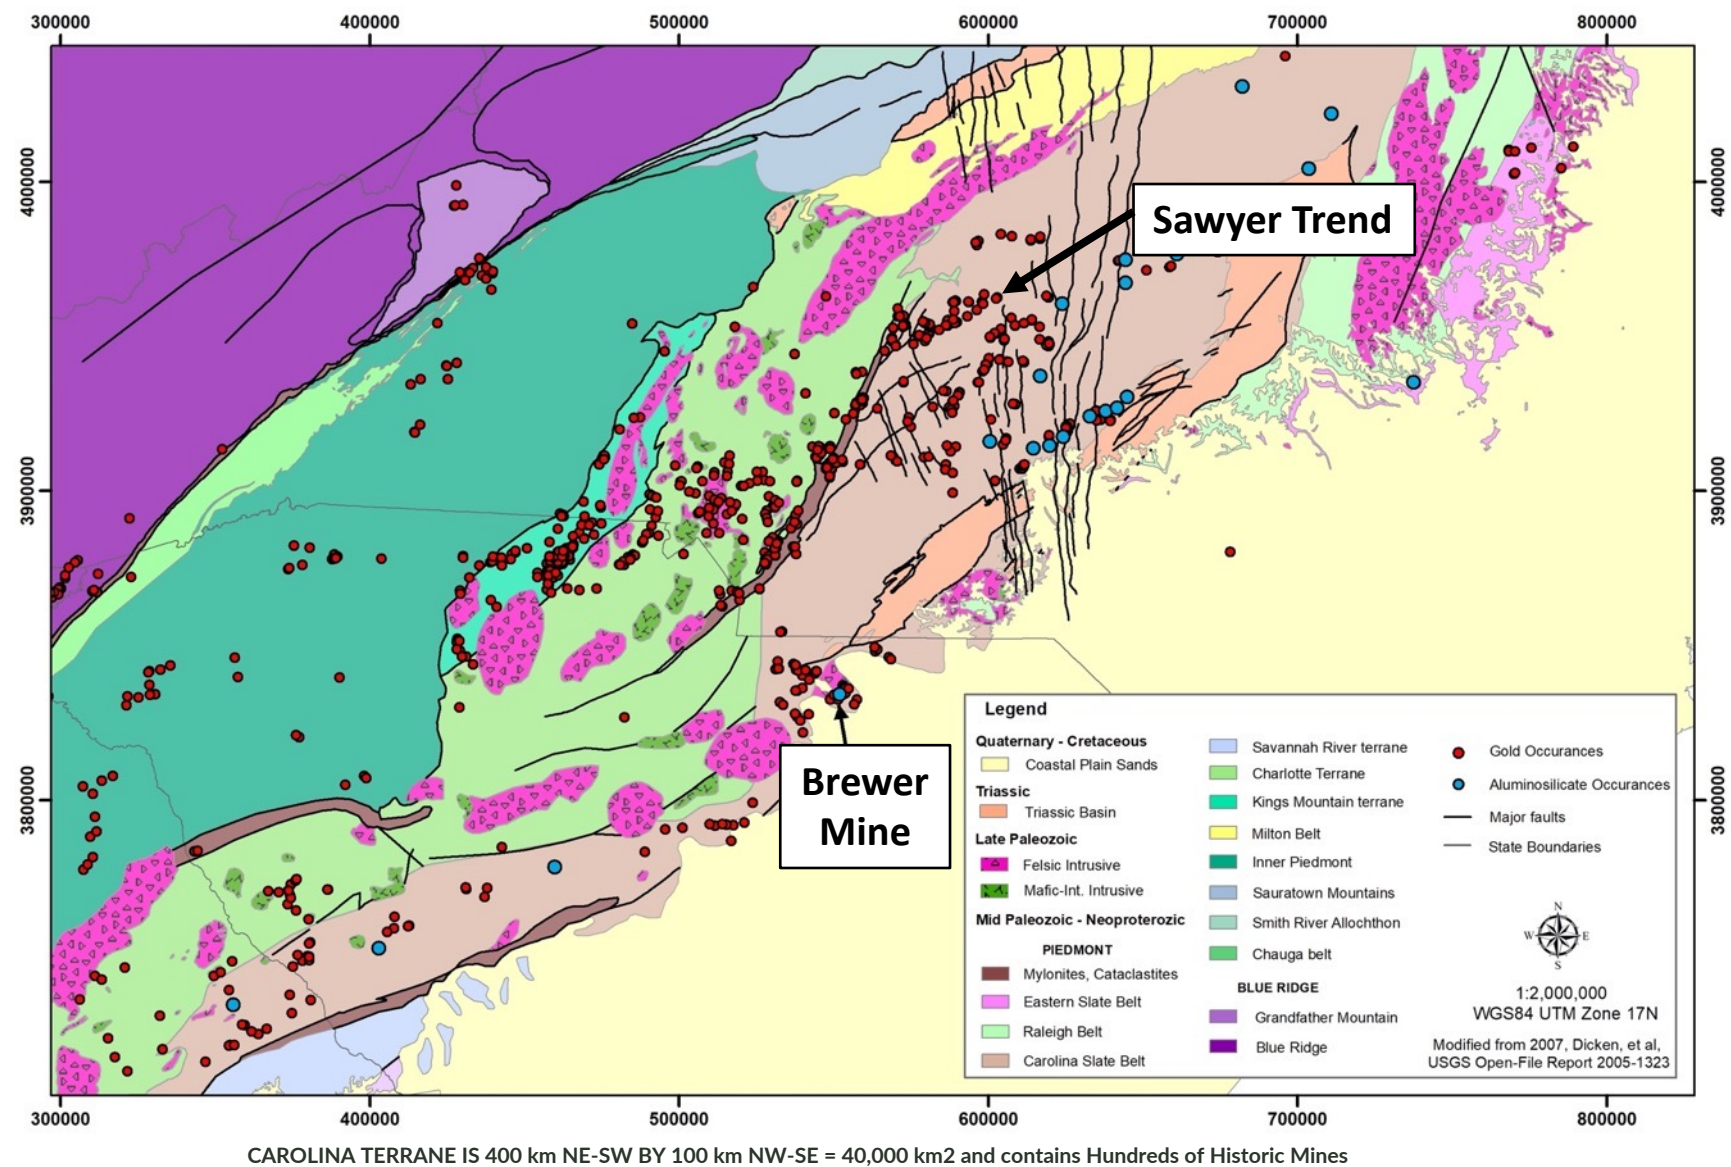 300000 400000 500000 600000 700000 800000
4000000
4000000
3900000
3900000
3800000
3800000
Sawyer Trend
Brewer
Mine
Legend
Quaternary - Cretaceous
Coastal Plain Sands
Triassic
Triassic Basin
Late Paleozoic
Felsic Intrusive
Mafic-Int. Intrusive
Mid Paleozoic - Neoproterozic
PIEDMONT
Mylonites, Cataclastites
Eastern Slate Belt
Raleigh Belt
Carolina Slate Belt
Savannah River terrane
Charlotte Terrane
Kings Mountain terrane
Milton Belt
Inner Piedmont
Sauratown Mountains
Smith River Allochthon
Chauga belt
BLUE RIDGE
Grandfather Mountain
Blue Ridge
Gold Occurances
Aluminosilicate Occurances
Major faults
State Boundaries
N
W E
S
1:2,000,000
WGS84 UTM Zone 17N
Modified from 2007, Dicken, et al,
USGS Open-File Report 2005-1323
300000 400000 500000 600000 700000 800000
CAROLINA TERRANE IS 400 km NE-SW BY 100 km NW-SE = 40,000 km2 and contains Hundreds of Historic Mines